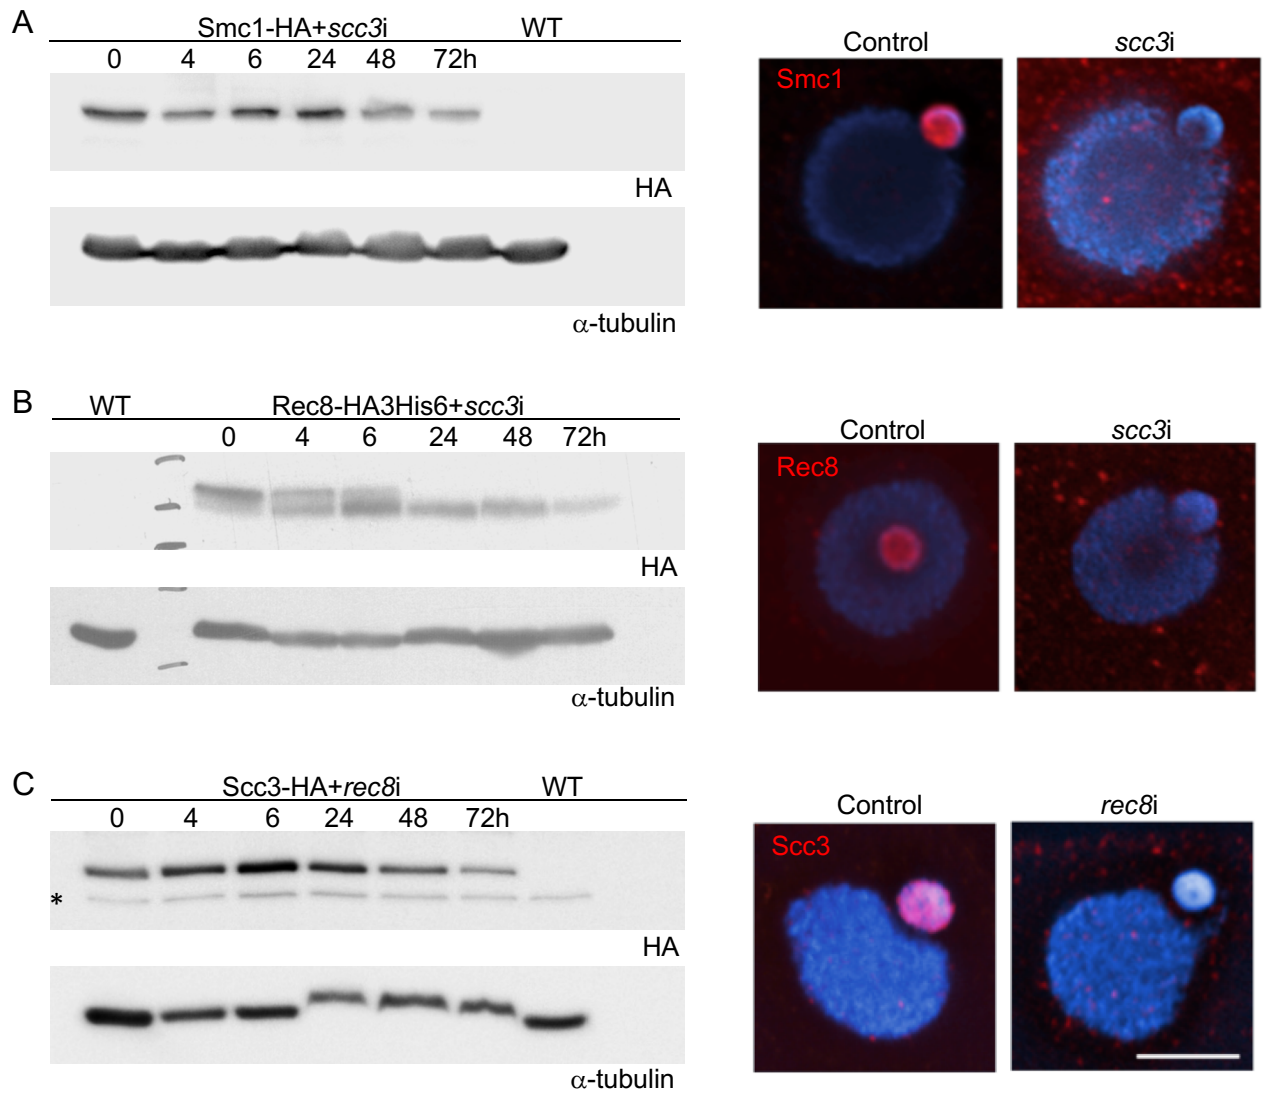 A
Smc1-HA+scc3i WT
0 4 6 24 48 72h
HA
α-tubulin
Control scc3i
Smc1
B
WT Rec8-HA3His6+scc3i
0 4 6 24 48 72h
HA
α-tubulin
Control scc3i
Rec8
C
Scc3-HA+rec8i WT
0 4 6 24 48 72h
*
HA
α-tubulin
Control rec8i
Scc3